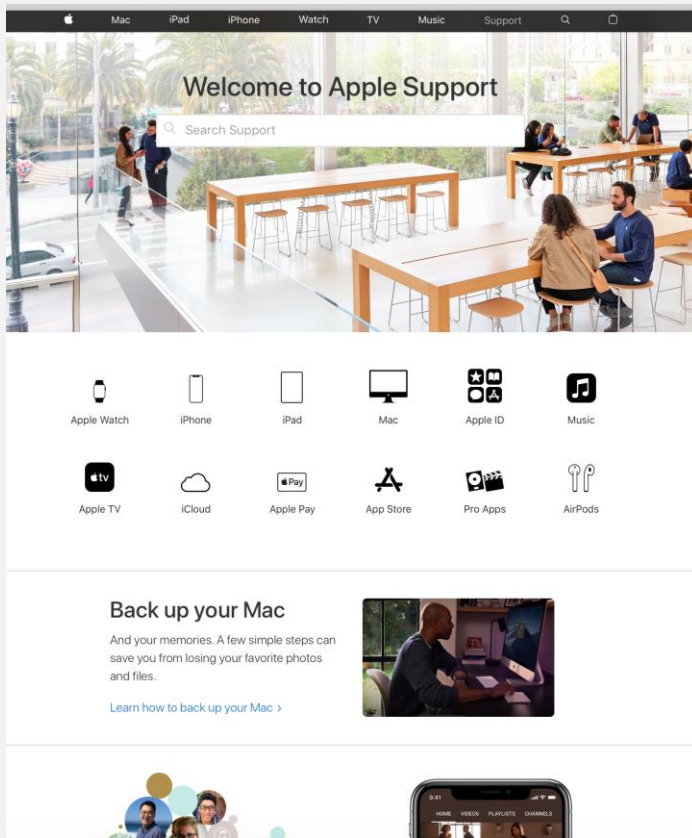 Mac iPad iPhone Watch TV Music Support
Welcome to Apple Support
Search Support
Apple Watch iPhone iPad Mac Apple ID Music
tv Pay
Apple TV iCloud Apple Pay App Store Pro Apps AirPods
Back up your Mac
And your memories. A few simple steps can
save you from losing your favorite photos
and files.
Learn how to back up your Mac >
9:41
HOME VIDEOS PLAYLISTS CHANNELS